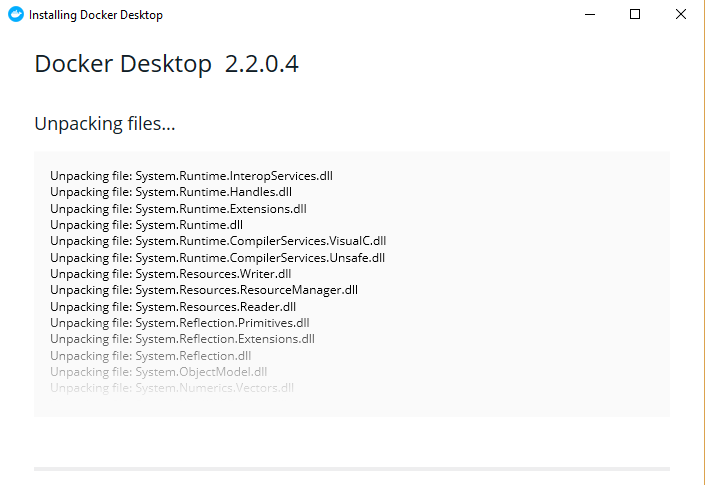 Installing Docker Desktop
Docker Desktop 2.2.0.4
Unpacking files...
Unpacking file: System.Runtime.InteropServices.dll
Unpacking file: System.Runtime.Handles.dll
Unpacking file: System.Runtime.Extensions.dll
Unpacking file: System.Runtime.dll
Unpacking file: System.Runtime.CompilerServices.VisualC.dll
Unpacking file: System.Runtime.CompilerServices.Unsafe.dll
Unpacking file: System.Resources.Writer.dll
Unpacking file: System.Resources.ResourceManager.dll
Unpacking file: System.Resources.Reader.dll
Unpacking file: System.Reflection.Primitives.dll
Unpacking file: System.Reflection.Extensions.dll
Unpacking file: System.Reflection.dll
Unpacking file: System.ObjectModel.dll
Unpacking file: System.Numerics.Vectors.dll